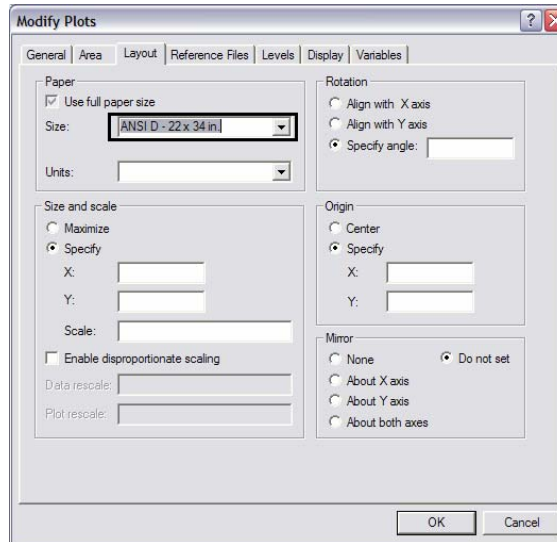 Modify Plots
General Area Layout Reference Files Levels Display Variables
Paper
Use full paper size
Size: ANSI D - 22 x 34 in.
Units:
Rotation
Align with X axis
Align with Y axis
Specify angle:
Size and scale
Maximize
Specify
X:
Y:
Scale:
Enable disproportionate scaling
Data rescale:
Plot rescale:
Origin
Center
Specify
X:
Y:
Mirror
None Do not set
About X axis
About Y axis
About both axes
OK Cancel